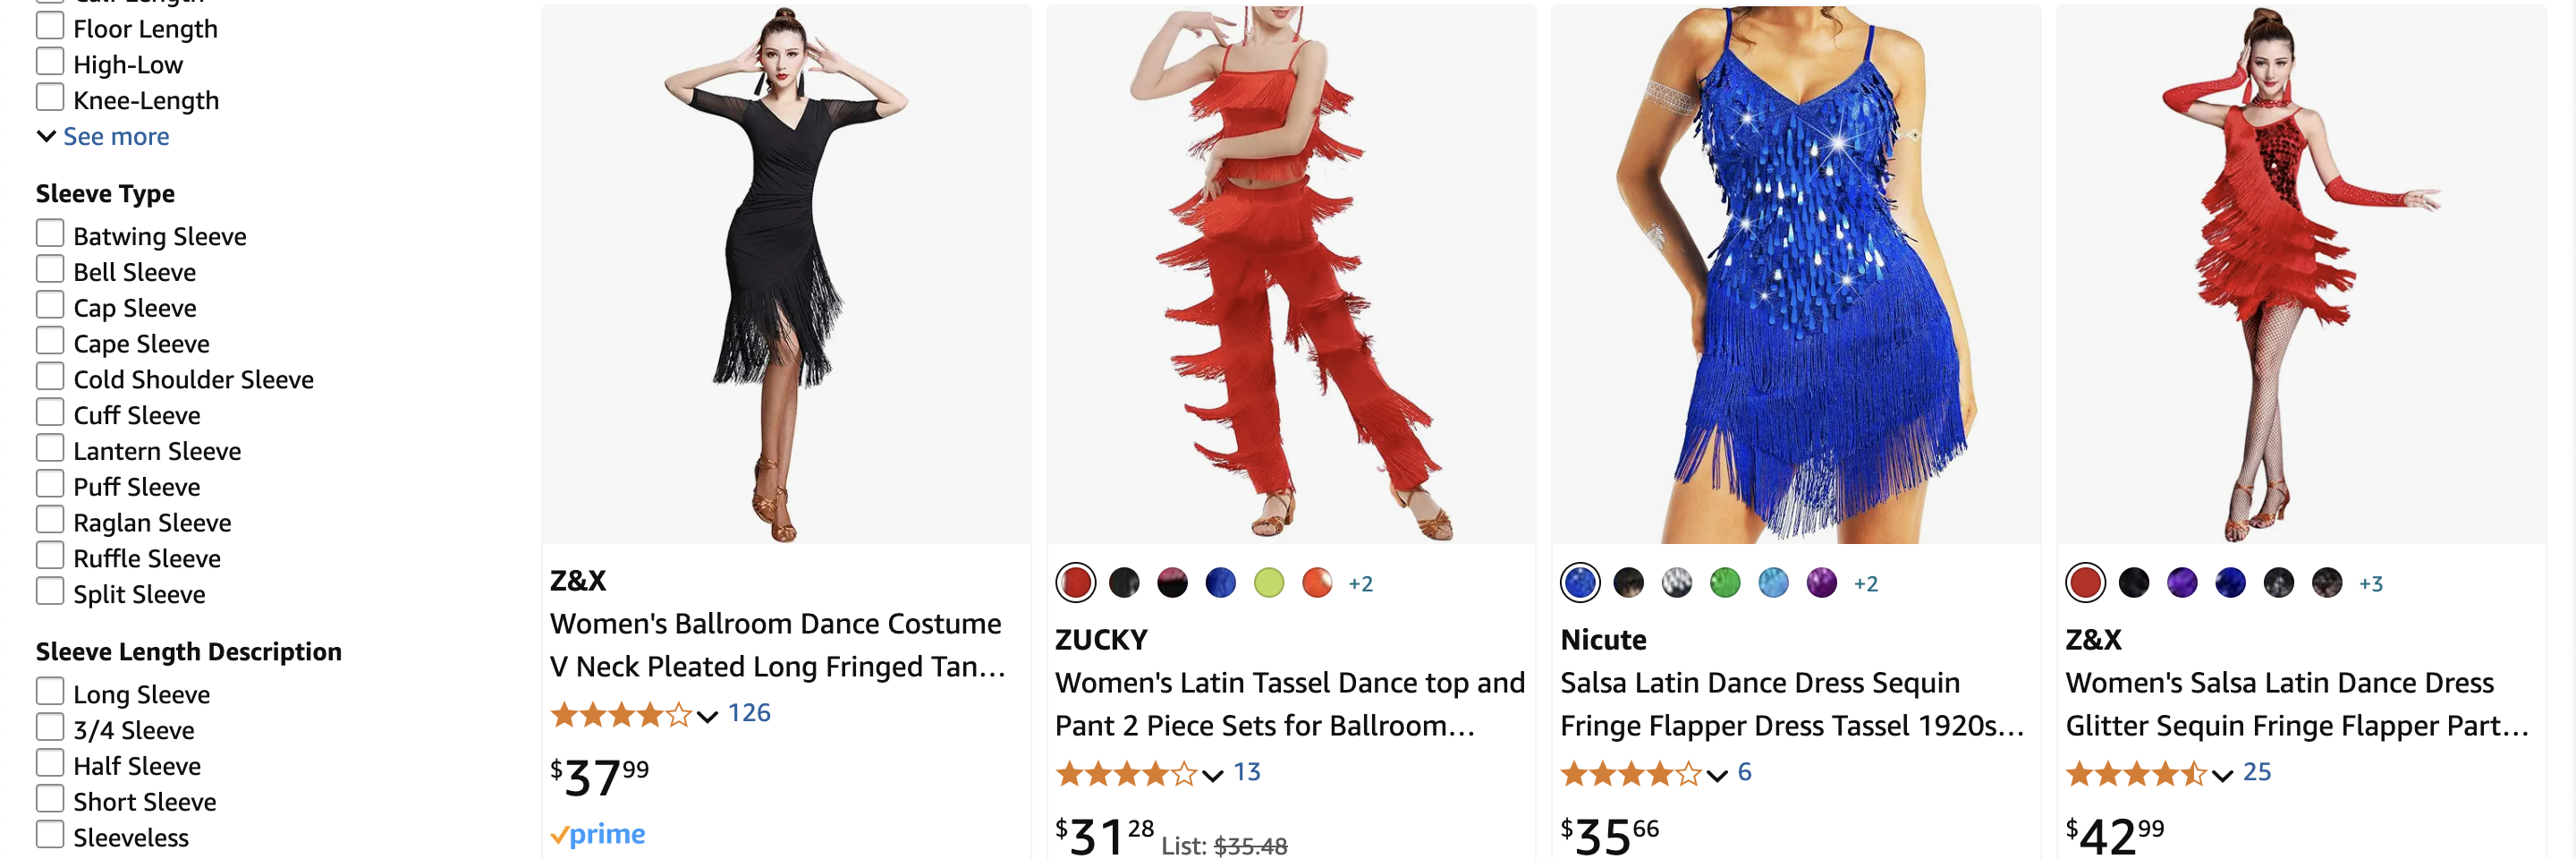 Floor Length
High-Low
Knee-Length
See more
Sleeve Type
Batwing Sleeve
Bell Sleeve
Cap Sleeve
Cape Sleeve
Cold Shoulder Sleeve
Cuff Sleeve
Lantern Sleeve
Puff Sleeve
Raglan Sleeve
Ruffle Sleeve
Split Sleeve
Sleeve Length Description
Long Sleeve
3/4 Sleeve
Half Sleeve
Short Sleeve
Sleeveless
Z&X
Women's Ballroom Dance Costume
V Neck Pleated Long Fringed Tan...
126
$37.99
prime
+2
ZUCKY
Women's Latin Tassel Dance top and
Pant 2 Piece Sets for Ballroom...
13
$31.28 List: $35.48
+2
Nicute
Salsa Latin Dance Dress Sequin
Fringe Flapper Dress Tassel 1920s...
6
$35.66
+3
Z&X
Women's Salsa Latin Dance Dress
Glitter Sequin Fringe Flapper Part...
25
$42.99